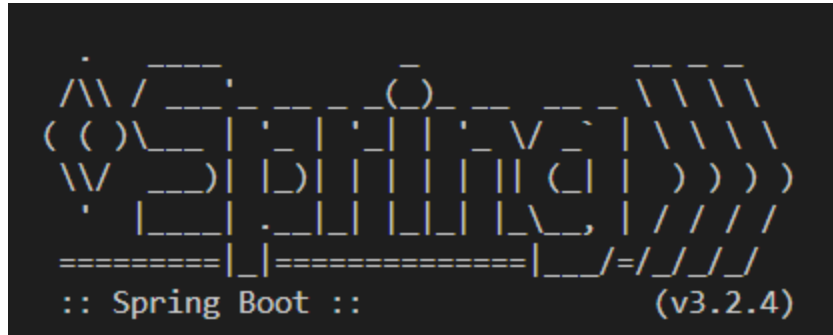 .   ____          _            __ _ _
 /\\ / ___'_ __ _ _(_)_ __  __ _ \ \ \ \
( ( )\___ | '_ | '_| | '_ \/ _` | \ \ \ \
 \\/  ___)| |_)| | | | | || (_| |  ) ) ) )
  '  |____| .__|_|_|_| |_\__, | / / / /
 =========|_|==============|___/=/_/_/_/
 :: Spring Boot ::                (v3.2.4)